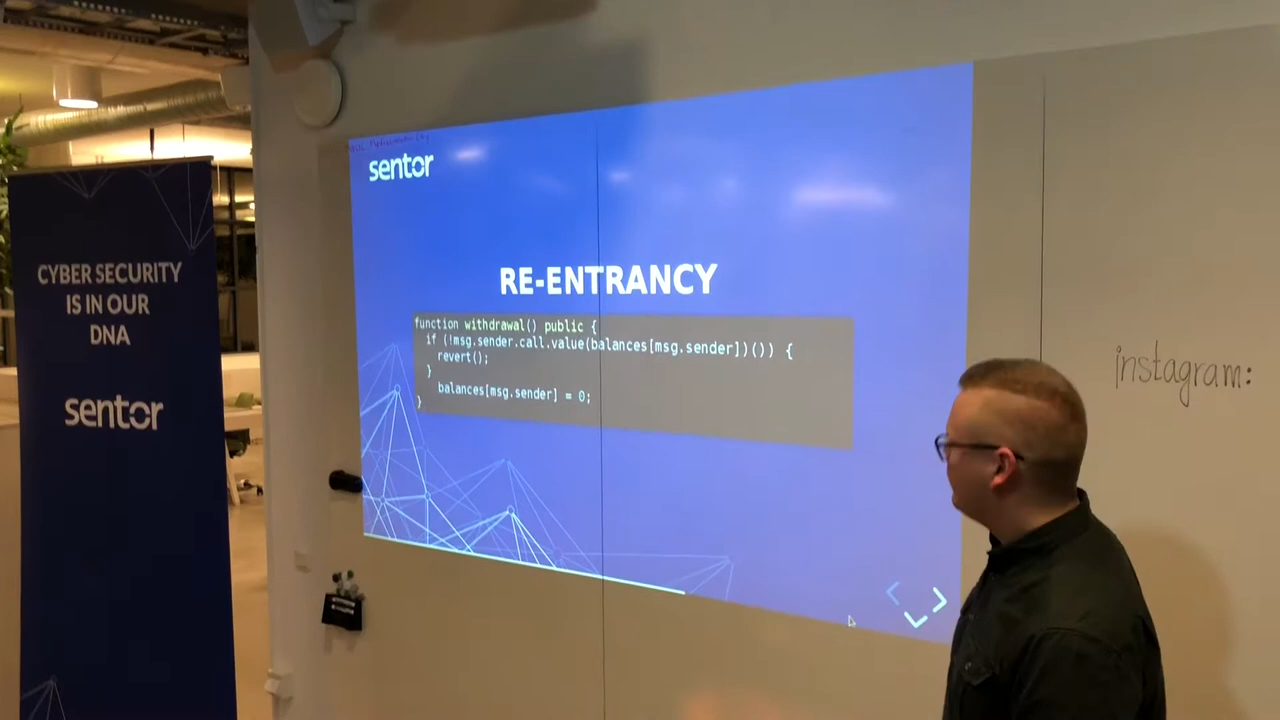 CYBER SECURITY
IS IN OUR
DNA
sentor
sentor
RE-ENTRANCY
function withdrawal() public {
if (!msg.sender.call.value(balances[msg.sender])()) {
revert();
}
balances[msg.sender] = 0;
}
instagram: